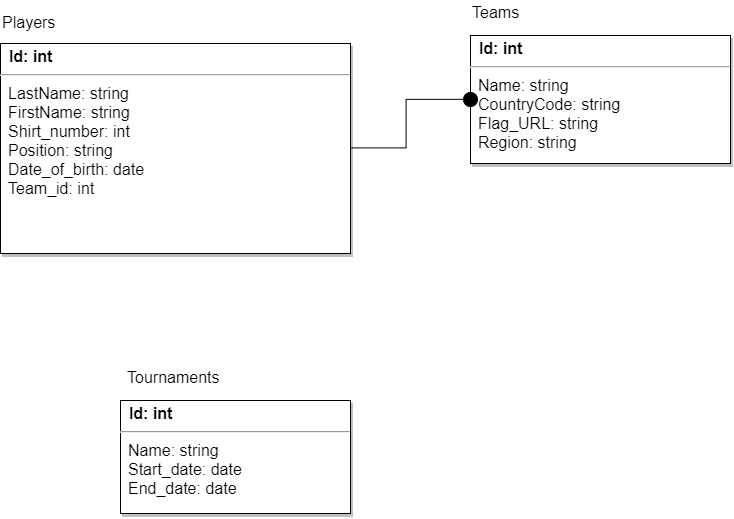 Players
Id: int
LastName: string
FirstName: string
Shirt_number: int
Position: string
Date_of_birth: date
Team_id: int
Teams
Id: int
Name: string
CountryCode: string
Flag_URL: string
Region: string
Tournaments
Id: int
Name: string
Start_date: date
End_date: date